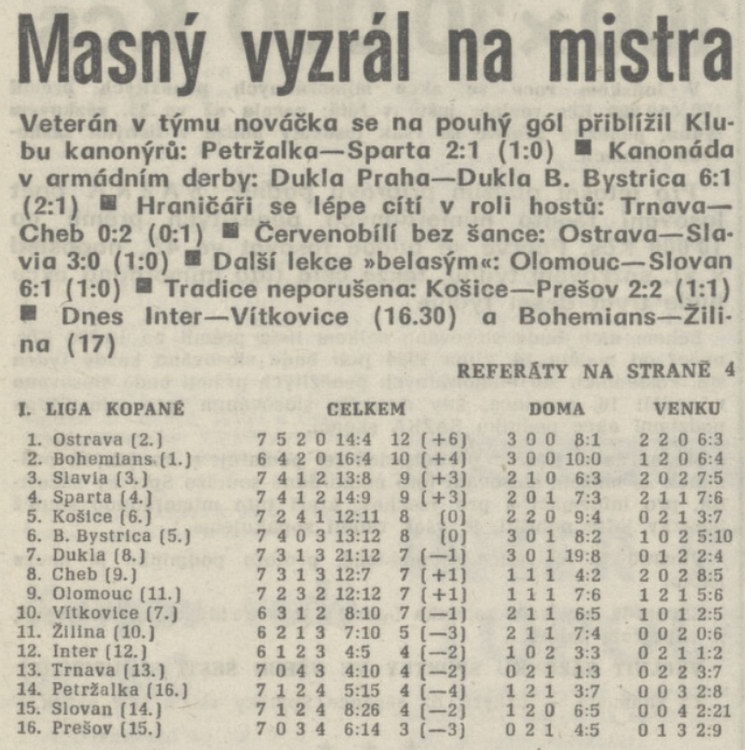 Masný vyzrál na mistra
Veterán v týmu nováčka se na pouhý gól přiblížil Klu-
bu kanonýrů: Petržalka—Sparta 2:1 (1:0) ■ Kanonáda
v armádním derby: Dukla Praha—Dukla B. Bystrica 6:1
(2:1) ■ Hraničáři se lépe cítí v roli hostů: Trnava—
Cheb 0:2 (0:1) ■ Červenobílí bez šance: Ostrava—Sla-
via 3:0 (1:0) ■ Další lekce »belasým«: Olomouc—Slovan
6:1 (1:0) ■ Tradice neporušena: Košice—Prešov 2:2 (1:1)
■ Dnes Inter—Vítkovice (16.30) a Bohemians—Žili-
na (17)
REFERÁTY NA STRANĚ 4
I. LIGA KOPANÉ CELKEM DOMA VENKU
1. Ostrava (2.) 7 5 2 0 14:4 12 (+6) 3 0 0 8:1 2 2 0 6:3
2. Bohemians (1.) 6 4 2 0 16:4 10 (+4) 3 0 0 10:0 1 2 0 6:4
3. Slavia (3.) 7 4 1 2 13:8 9 (+3) 2 1 0 6:3 2 0 2 7:5
4. Sparta (4.) 7 4 1 2 14:9 9 (+3) 2 0 1 7:3 2 1 1 7:6
5. Košice (6.) 7 2 4 1 12:11 8 (0) 2 2 0 9:4 0 2 1 3:7
6. B. Bystrica (5.) 7 4 0 3 13:12 8 (0) 3 0 1 8:2 1 0 2 5:10
7. Dukla (8.) 7 3 1 3 21:12 7 (—1) 3 0 1 19:8 0 1 2 2:4
8. Cheb (9.) 7 3 1 3 12:7 7 (+1) 1 1 1 4:2 2 0 2 8:5
9. Olomouc (11.) 7 2 3 2 12:12 7 (+1) 1 1 1 7:6 1 2 1 5:6
10. Vítkovice (7.) 6 3 1 2 8:10 7 (—1) 2 1 1 6:5 1 0 1 2:5
11. Žilina (10.) 6 2 1 3 7:10 5 (—3) 2 1 1 7:4 0 0 2 0:6
12. Inter (12.) 6 1 2 3 4:5 4 (—2) 1 0 2 3:3 0 2 1 1:2
13. Trnava (13.) 7 0 4 3 4:10 4 (—2) 0 2 1 1:3 0 2 2 3:7
14. Petržalka (16.) 7 1 2 4 5:15 4 (—4) 1 2 1 3:7 0 0 3 2:8
15. Slovan (14.) 7 1 2 4 8:26 4 (—2) 1 2 0 6:5 0 0 4 2:21
16. Prešov (15.) 7 0 3 4 6:14 3 (—3) 0 2 1 4:5 0 1 3 2:9